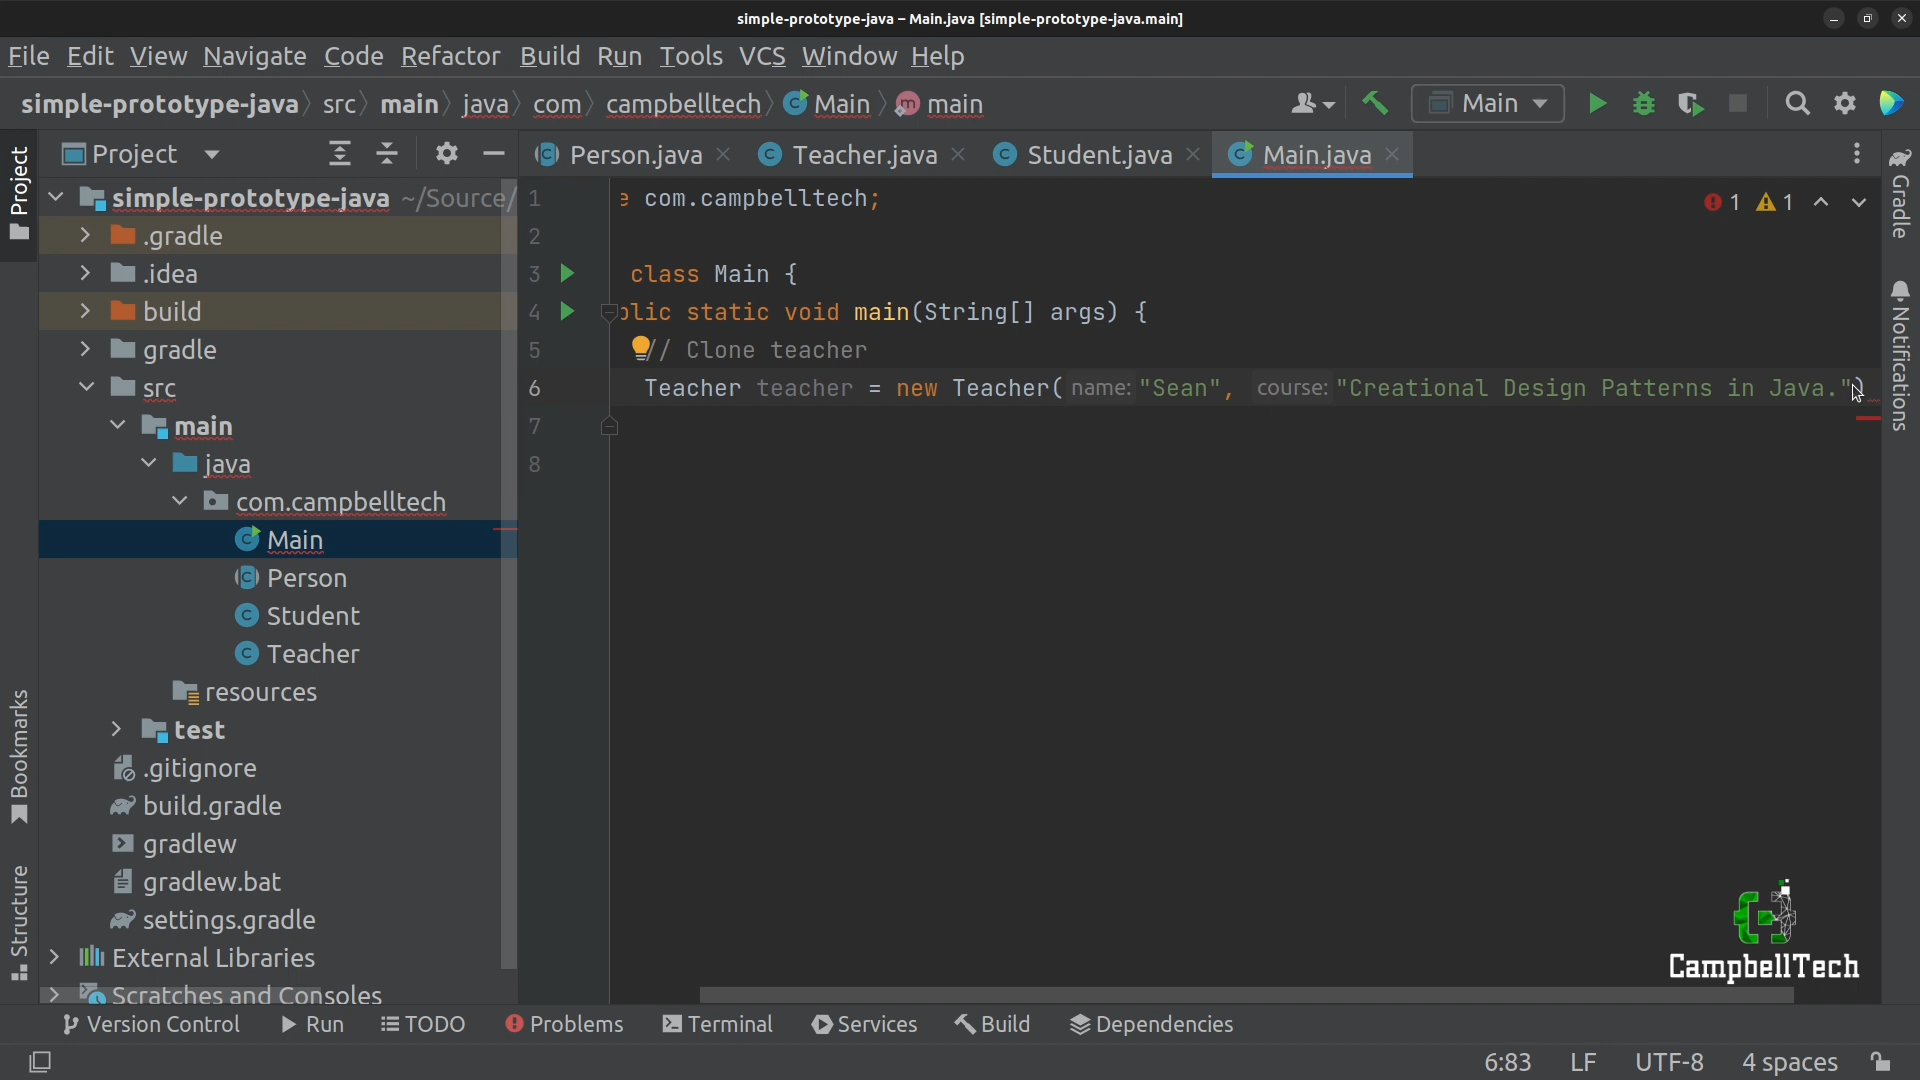 simple-prototype-java – Main.java [simple-prototype-java.main]
File Edit View Navigate Code Refactor Build Run Tools VCS Window Help
simple-prototype-java src main java com campbelltech Main main
Main
Project
Person.java Teacher.java Student.java Main.java
simple-prototype-java ~/Source/
.gradle
.idea
build
gradle
src
main
java
com.campbelltech
Main
Person
Student
Teacher
resources
test
.gitignore
build.gradle
gradlew
gradlew.bat
settings.gradle
External Libraries
Scratches and Consoles
1 e com.campbelltech;
2
3 class Main {
4 blic static void main(String[] args) {
5 // Clone teacher
6 Teacher teacher = new Teacher( name: "Sean", course: "Creational Design Patterns in Java.")
7
8
1 1
Project
Bookmarks
Structure
Gradle
Notifications
CampbellTech
Version Control Run TODO Problems Terminal Services Build Dependencies
6:83 LF UTF-8 4 spaces